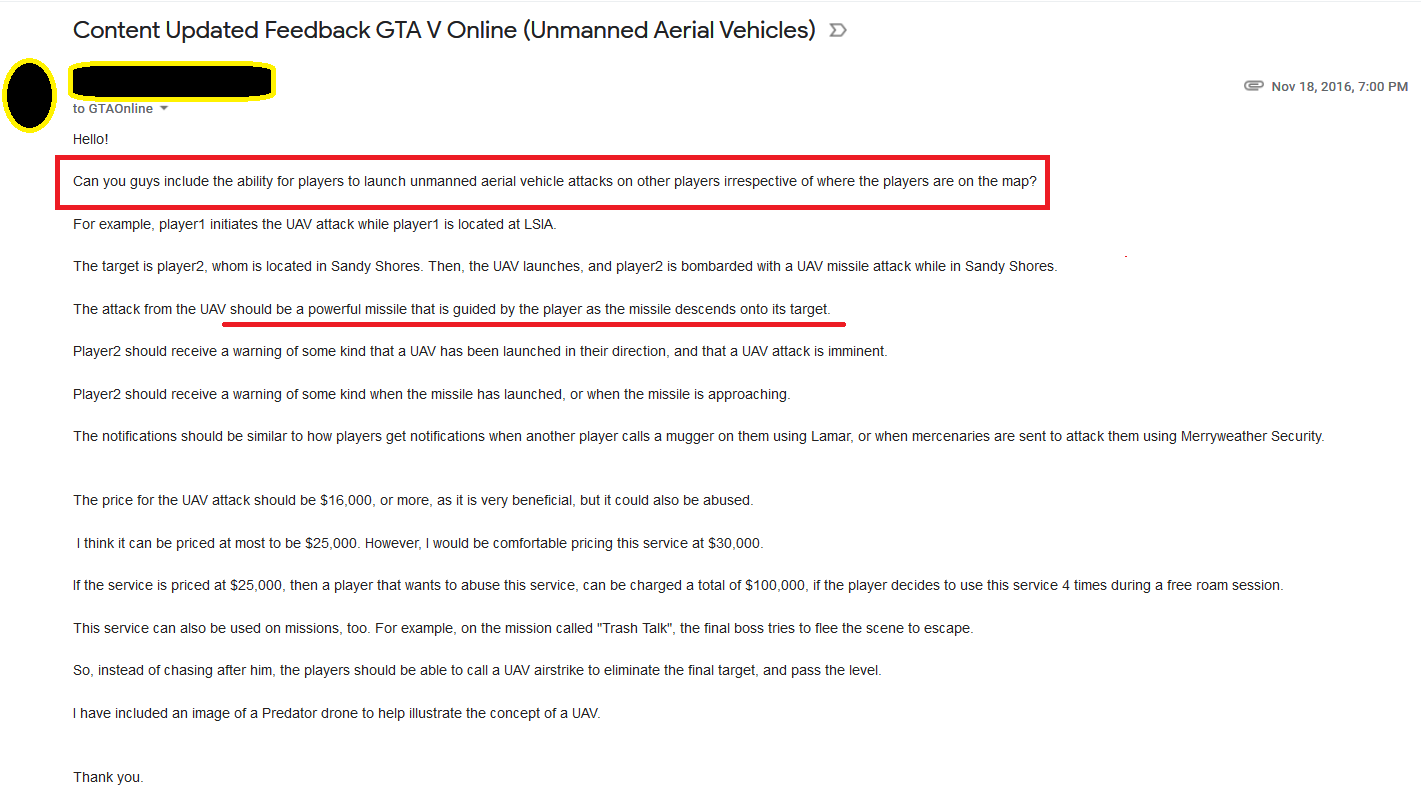 Content Updated Feedback GTA V Online (Unmanned Aerial Vehicles)
Nov 18, 2016, 7:00 PM
to GTAOnline
Hello!
Can you guys include the ability for players to launch unmanned aerial vehicle attacks on other players irrespective of where the players are on the map?
For example, player1 initiates the UAV attack while player1 is located at LSIA.
The target is player2, whom is located in Sandy Shores. Then, the UAV launches, and player2 is bombarded with a UAV missile attack while in Sandy Shores.
The attack from the UAV should be a powerful missile that is guided by the player as the missile descends onto its target.
Player2 should receive a warning of some kind that a UAV has been launched in their direction, and that a UAV attack is imminent.
Player2 should receive a warning of some kind when the missile has launched, or when the missile is approaching.
The notifications should be similar to how players get notifications when another player calls a mugger on them using Lamar, or when mercenaries are sent to attack them using Merryweather Security.
The price for the UAV attack should be $16,000, or more, as it is very beneficial, but it could also be abused.
I think it can be priced at most to be $25,000. However, I would be comfortable pricing this service at $30,000.
If the service is priced at $25,000, then a player that wants to abuse this service, can be charged a total of $100,000, if the player decides to use this service 4 times during a free roam session.
This service can also be used on missions, too. For example, on the mission called "Trash Talk", the final boss tries to flee the scene to escape.
So, instead of chasing after him, the players should be able to call a UAV airstrike to eliminate the final target, and pass the level.
I have included an image of a Predator drone to help illustrate the concept of a UAV.
Thank you.